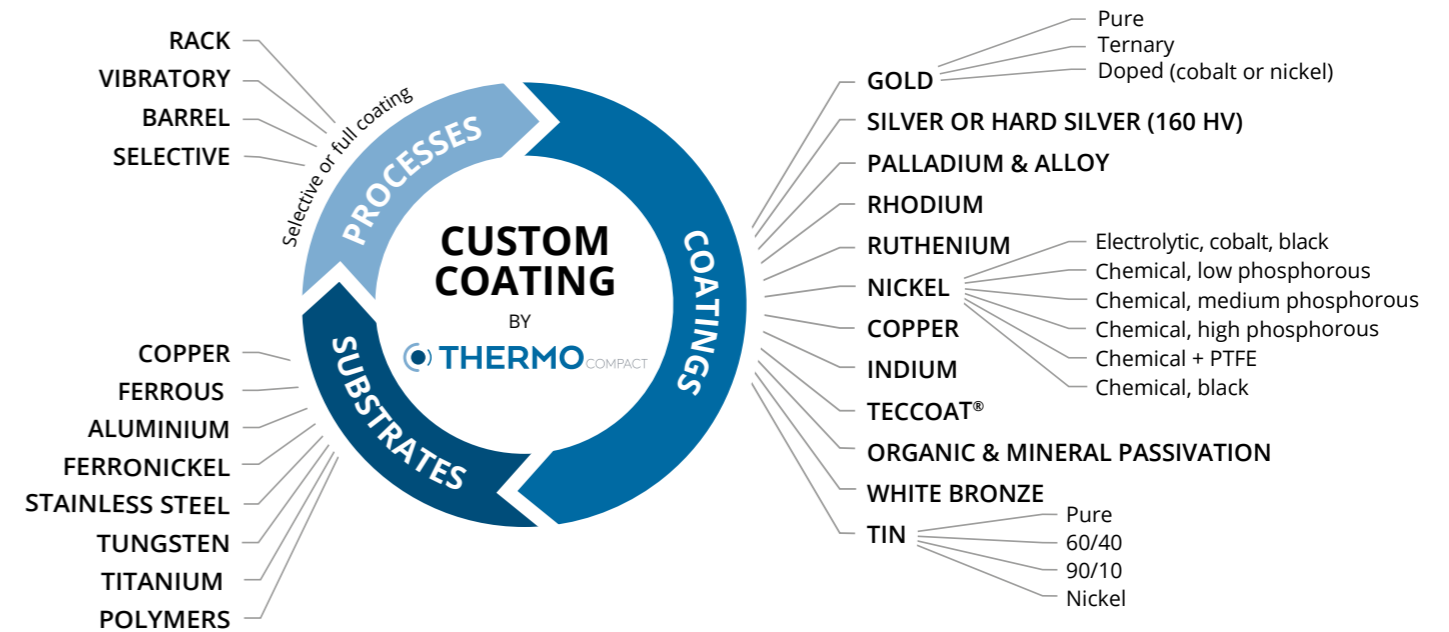 RACK
VIBRATORY
BARREL
SELECTIVE
Selective or full coating
PROCESSES
COATINGS
SUBSTRATES
CUSTOM
COATING
BY
THERMO COMPACT
COPPER
FERROUS
ALUMINIUM
FERRONICKEL
STAINLESS STEEL
TUNGSTEN
TITANIUM
POLYMERS
GOLD
Pure
Ternary
Doped (cobalt or nickel)
SILVER OR HARD SILVER (160 HV)
PALLADIUM & ALLOY
RHODIUM
RUTHENIUM
NICKEL
Electrolytic, cobalt, black
Chemical, low phosphorous
Chemical, medium phosphorous
Chemical, high phosphorous
Chemical + PTFE
Chemical, black
COPPER
INDIUM
TECCOAT®
ORGANIC & MINERAL PASSIVATION
WHITE BRONZE
TIN
Pure
60/40
90/10
Nickel